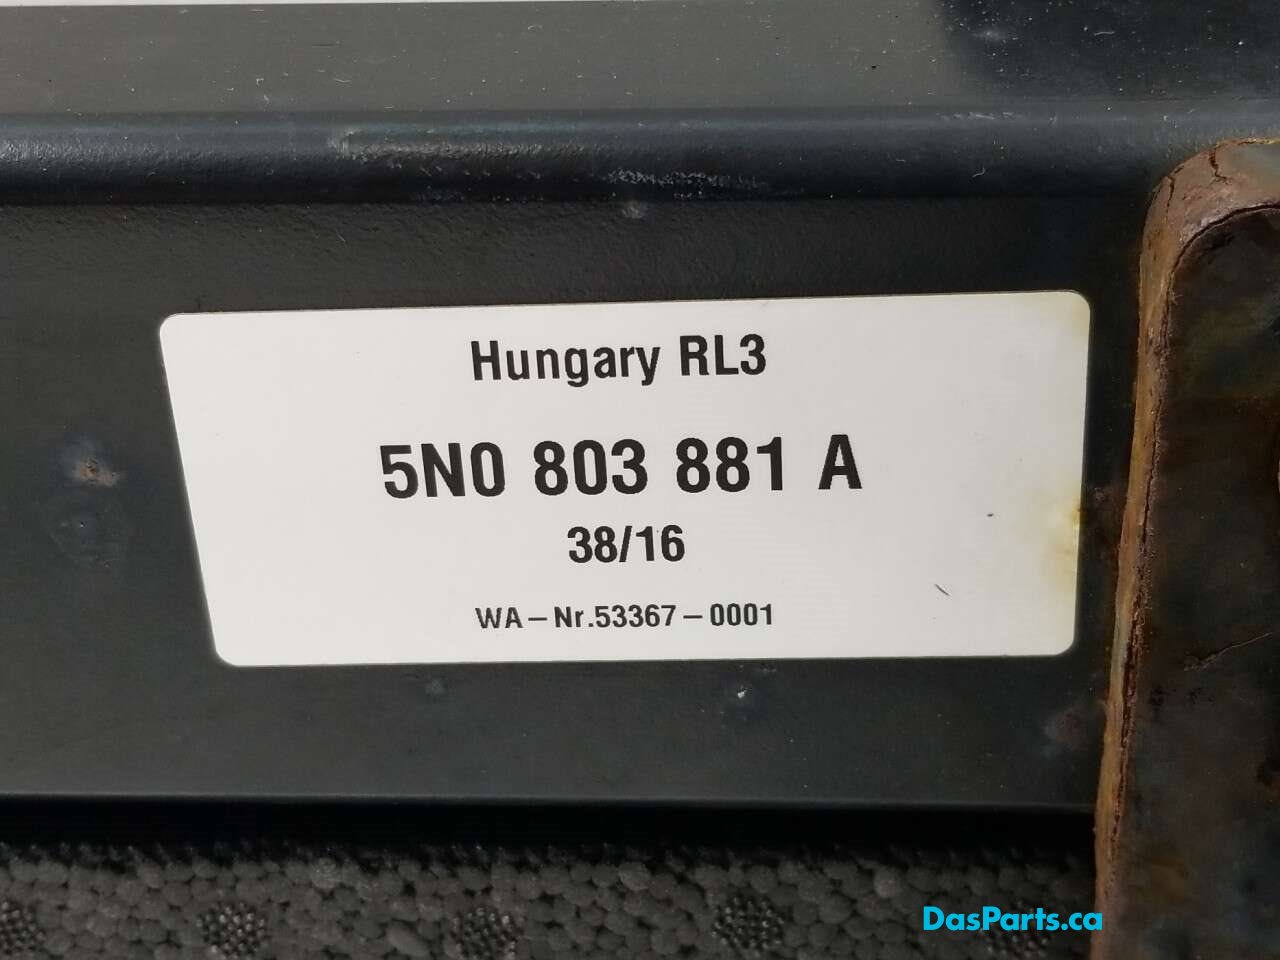 Hungary RL3
5N0 803 881 A
38/16
WA-Nr.53367-0001
DasParts.ca